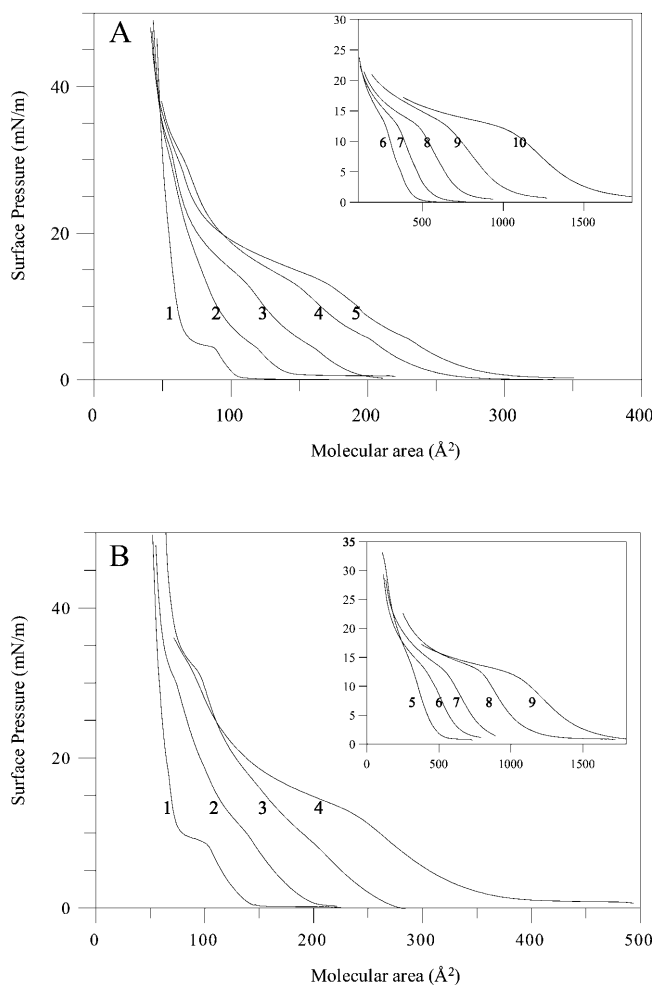 A
Surface Pressure (mN/m)
40
20
0
0 100 200 300 400
Molecular area (Å²)
1 2 3 4 5
30
25
20
15
10
5
0
500 1000 1500
6 7 8 9 10
B
Surface Pressure (mN/m)
40
20
0
0 100 200 300 400 500
Molecular area (Å²)
1 2 3 4
35
30
25
20
15
10
5
0
0 500 1000 1500
5 6 7 8 9